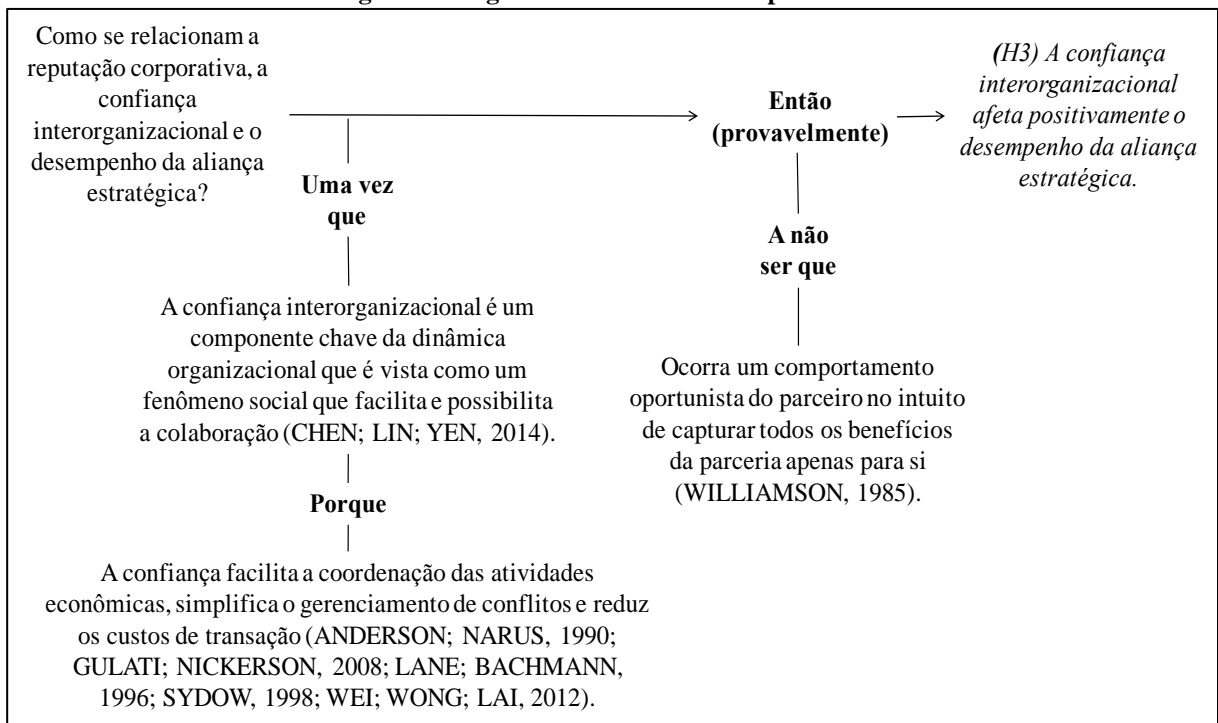 Como se relacionam a
reputação corporativa, a
confiança
interorganizacional e o
desempenho da aliança
estratégica?
Uma vez
que
A confiança interorganizacional é um
componente chave da dinâmica
organizacional que é vista como um
fenômeno social que facilita e possibilita
a colaboração (CHEN; LIN; YEN, 2014).
Porque
A confiança facilita a coordenação das atividades
econômicas, simplifica o gerenciamento de conflitos e reduz
os custos de transação (ANDERSON; NARUS, 1990;
GULATI; NICKERSON, 2008; LANE; BACHMANN,
1996; SYDOW, 1998; WEI; WONG; LAI, 2012).
Então
(provavelmente)
A não
ser que
Ocorra um comportamento
oportunista do parceiro no intuito
de capturar todos os benefícios
da parceria apenas para si
(WILLIAMSON, 1985).
(H3) A confiança
interorganizacional
afeta positivamente o
desempenho da aliança
estratégica.